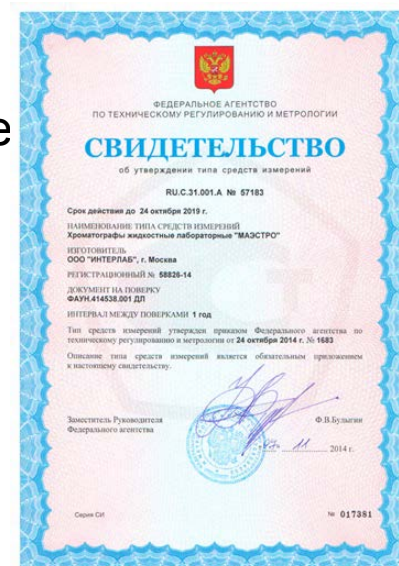 е
ФЕДЕРАЛЬНОЕ АГЕНТСТВО
ПО ТЕХНИЧЕСКОМУ РЕГУЛИРОВАНИЮ И МЕТРОЛОГИИ
СВИДЕТЕЛЬСТВО
об утверждении типа средств измерений
RU.C.31.001.A № 57183
Срок действия до 24 октября 2019 г.
НАИМЕНОВАНИЕ ТИПА СРЕДСТВ ИЗМЕРЕНИЙ
Хроматографы жидкостные лабораторные "МАЭСТРО"
ИЗГОТОВИТЕЛЬ
ООО "ИНТЕРЛАБ", г. Москва
РЕГИСТРАЦИОННЫЙ № 58826-14
ДОКУМЕНТ НА ПОВЕРКУ
ФАУН.414538.001 ДЛ
ИНТЕРВАЛ МЕЖДУ ПОВЕРКАМИ 1 год
Тип средств измерений утвержден приказом Федерального агентства по
техническому регулированию и метрологии от 24 октября 2014 г. № 1683
Описание типа средств измерений является обязательным приложением
к настоящему свидетельству.
Заместитель Руководителя
Федерального агентства
Ф.В.Булыгин
11 2014 г.
Серия СИ
№ 017381